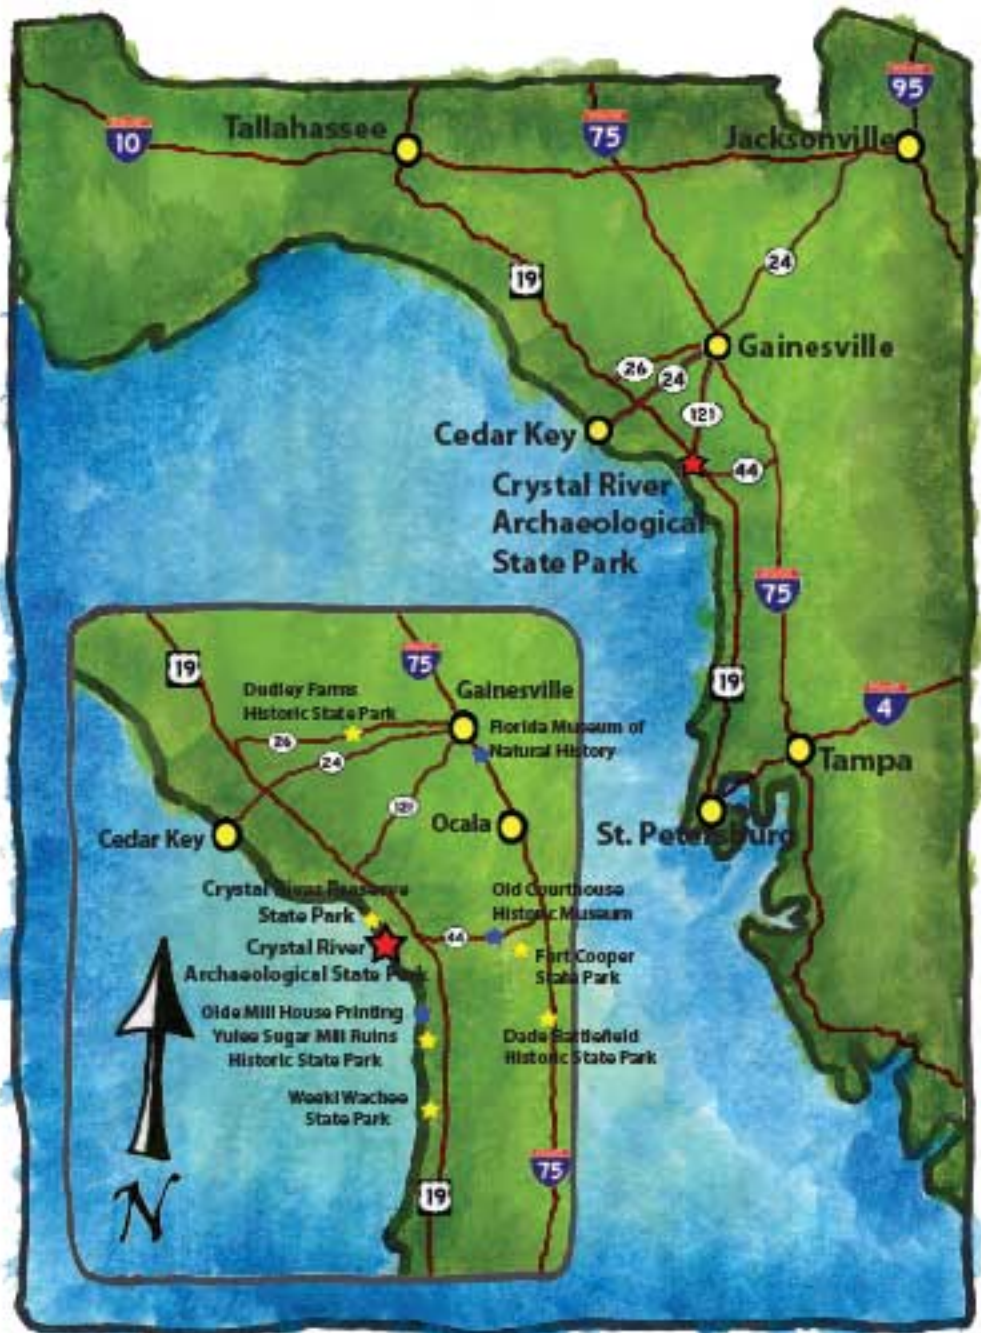 95
10
Tallahassee
75
Jacksonville
24
19
Gainesville
26
24
121
Cedar Key
44
Crystal River
Archaeological
State Park
75
19
4
Tampa
St. Petersburg
19
75
Dudley Farms
Historic State Park
Gainesville
26
Florida Museum of
Natural History
24
121
Cedar Key
Ocala
Crystal River Preserve
State Park
Old Courthouse
Historic Museum
44
Crystal River
Archaeological State Park
Fort Cooper
State Park
Olde Mill House Printing
Yulee Sugar Mill Ruins
Historic State Park
Dade Battlefield
Historic State Park
Weeki Wachee
State Park
75
19
N